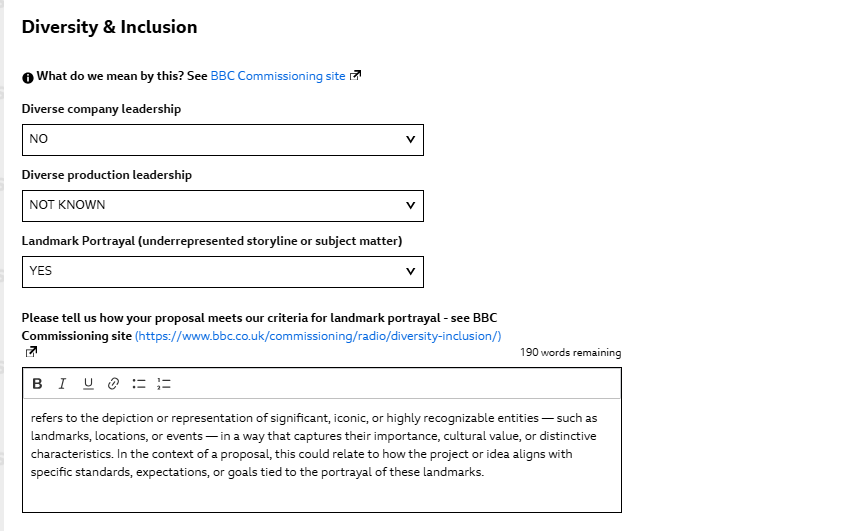 Diversity & Inclusion
What do we mean by this? See BBC Commissioning site
Diverse company leadership
NO
Diverse production leadership
NOT KNOWN
Landmark Portrayal (underrepresented storyline or subject matter)
YES
Please tell us how your proposal meets our criteria for landmark portrayal - see BBC
Commissioning site (https://www.bbc.co.uk/commissioning/radio/diversity-inclusion/)
190 words remaining
B I U
refers to the depiction or representation of significant, iconic, or highly recognizable entities — such as
landmarks, locations, or events — in a way that captures their importance, cultural value, or distinctive
characteristics. In the context of a proposal, this could relate to how the project or idea aligns with
specific standards, expectations, or goals tied to the portrayal of these landmarks.